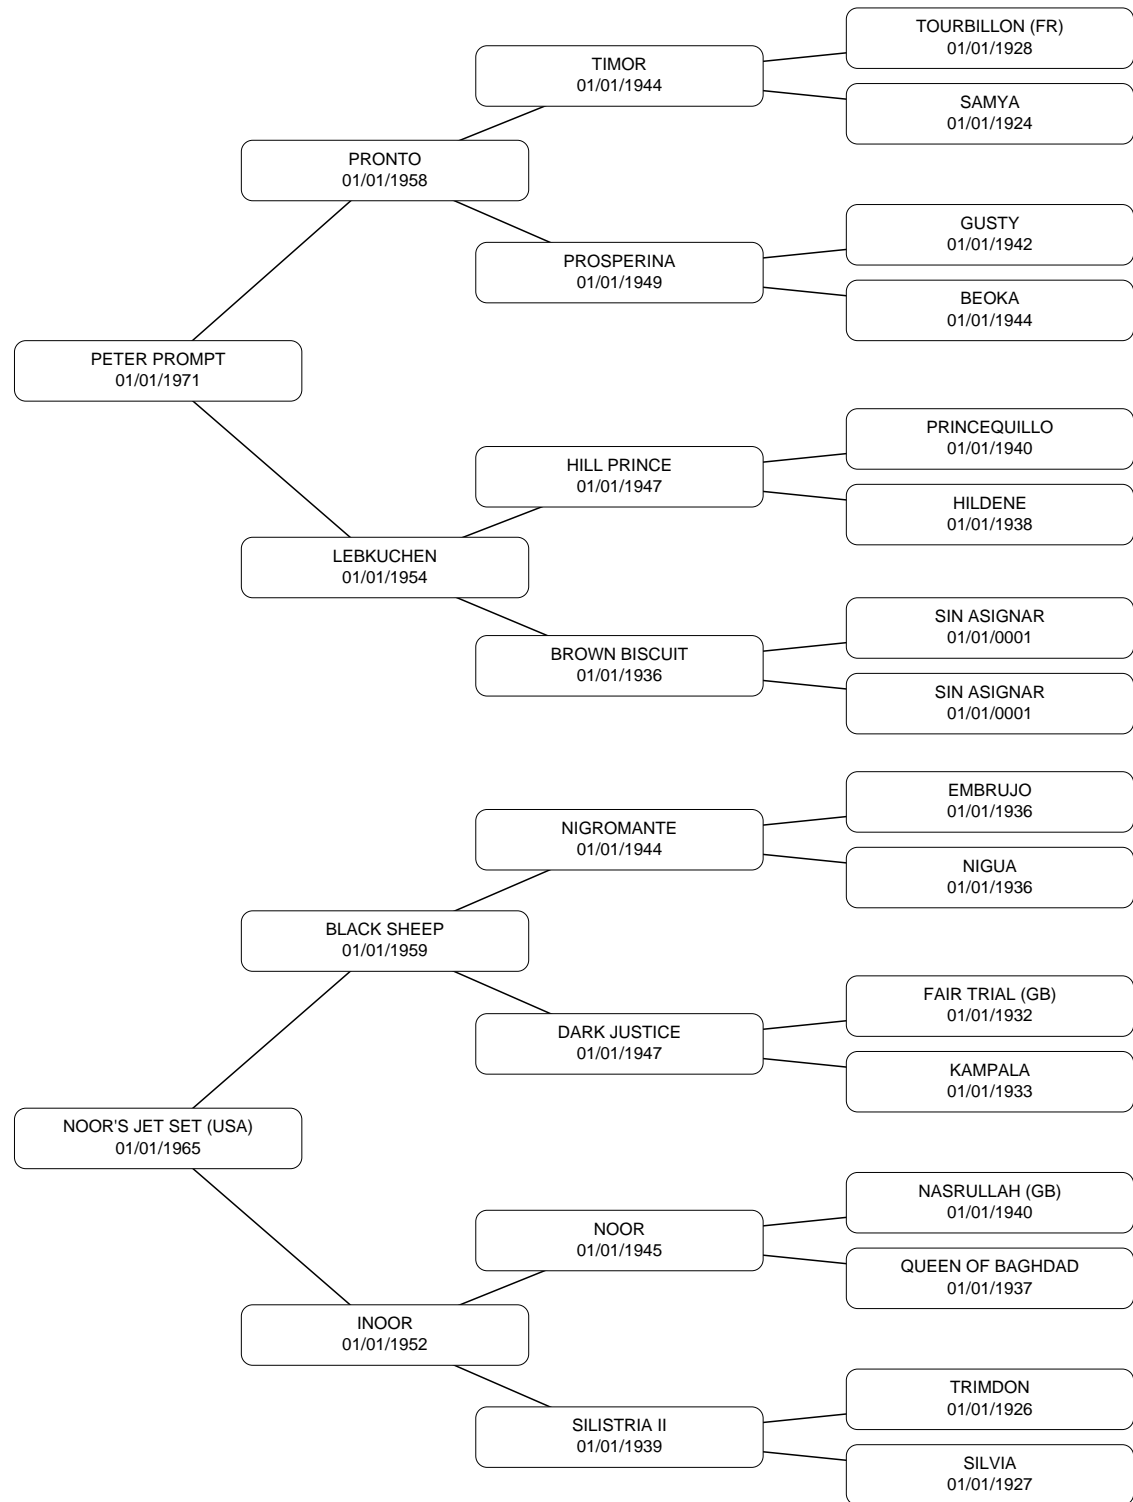 TOURBILLON (FR)
01/01/1928
TIMOR
01/01/1944
SAMYA
01/01/1924
PRONTO
01/01/1958
GUSTY
01/01/1942
PROSPERINA
01/01/1949
BEOKA
01/01/1944
PETER PROMPT
01/01/1971
PRINCEQUILLO
01/01/1940
HILL PRINCE
01/01/1947
HILDENE
01/01/1938
LEBKUCHEN
01/01/1954
SIN ASIGNAR
01/01/0001
BROWN BISCUIT
01/01/1936
SIN ASIGNAR
01/01/0001
EMBRUJO
01/01/1936
NIGROMANTE
01/01/1944
NIGUA
01/01/1936
BLACK SHEEP
01/01/1959
FAIR TRIAL (GB)
01/01/1932
DARK JUSTICE
01/01/1947
KAMPALA
01/01/1933
NOOR'S JET SET (USA)
01/01/1965
NASRULLAH (GB)
01/01/1940
NOOR
01/01/1945
QUEEN OF BAGHDAD
01/01/1937
INOOR
01/01/1952
TRIMDON
01/01/1926
SILISTRIA II
01/01/1939
SILVIA
01/01/1927